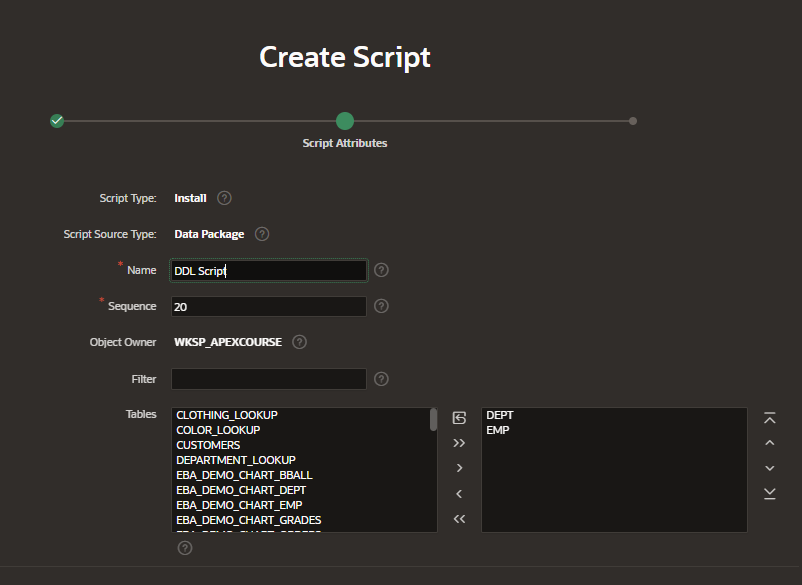 Create Script
Script Attributes
Script Type: Install
Script Source Type: Data Package
* Name DDL Script
* Sequence 20
Object Owner WKSP_APEXCOURSE
Filter
Tables
CLOTHING_LOOKUP
COLOR_LOOKUP
CUSTOMERS
DEPARTMENT_LOOKUP
EBA_DEMO_CHART_BBALL
EBA_DEMO_CHART_DEPT
EBA_DEMO_CHART_EMP
EBA_DEMO_CHART_GRADES
DEPT
EMP